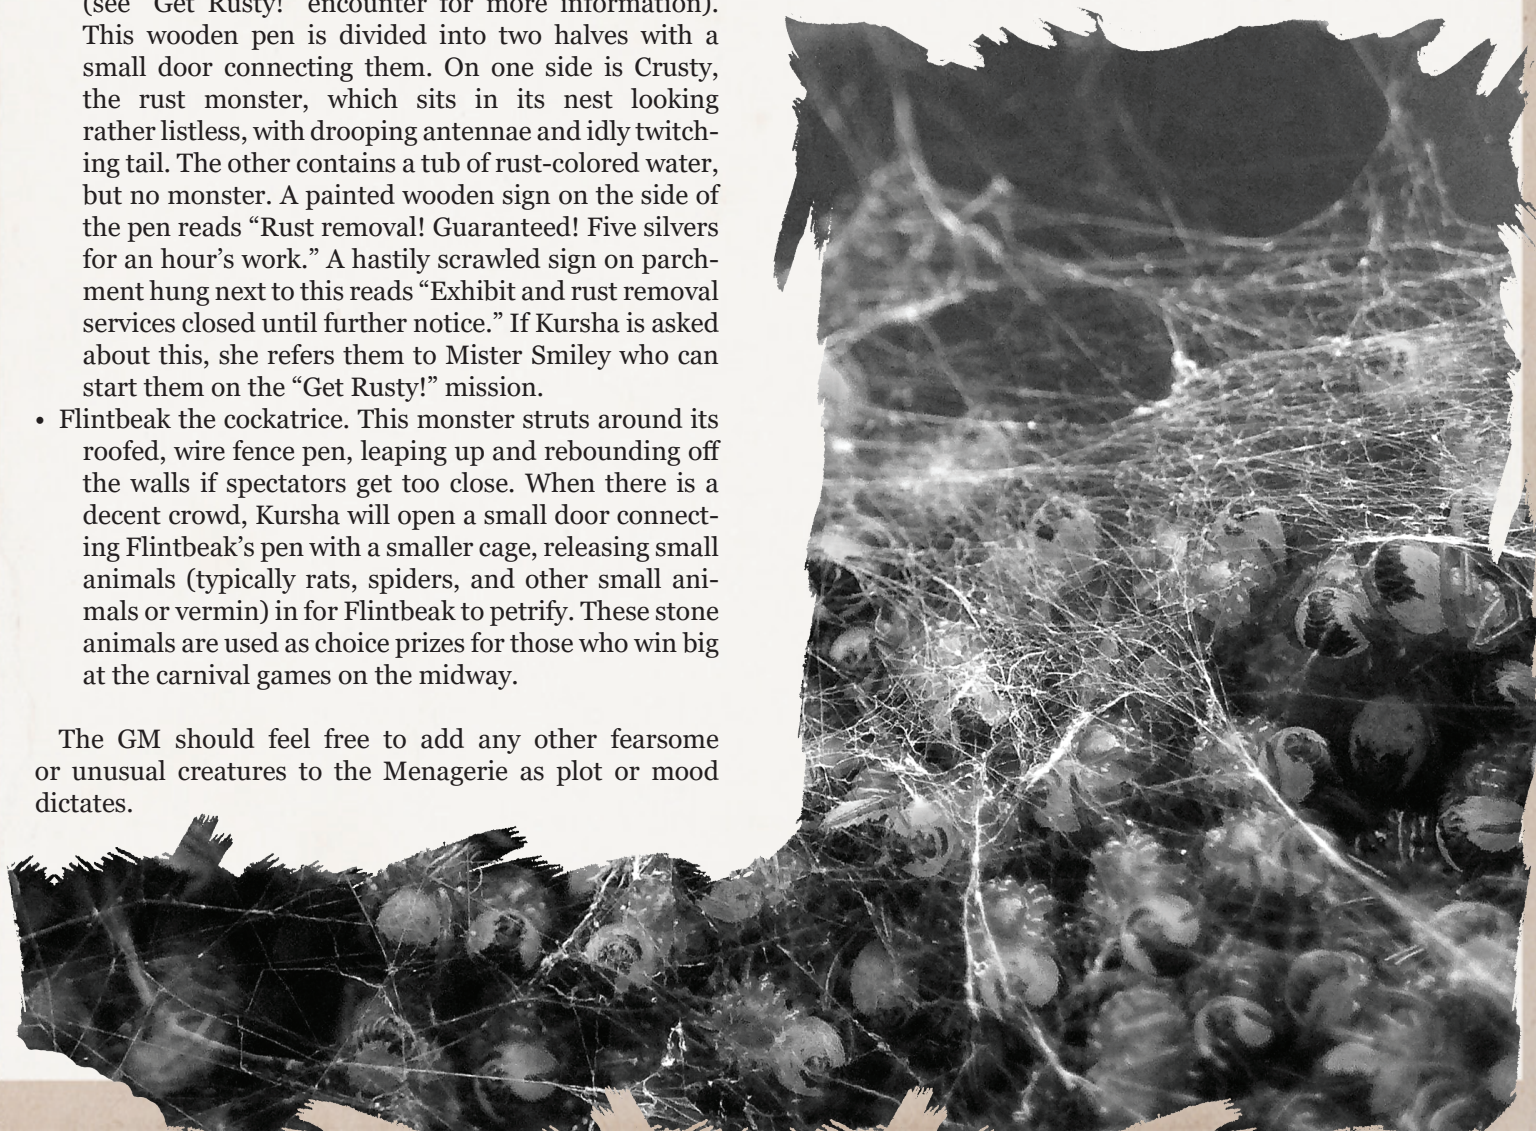 (see “Get Rusty!” encounter for more information).
This wooden pen is divided into two halves with a
small door connecting them. On one side is Crusty,
the rust monster, which sits in its nest looking
rather listless, with drooping antennae and idly twitch-
ing tail. The other contains a tub of rust-colored water,
but no monster. A painted wooden sign on the side of
the pen reads “Rust removal! Guaranteed! Five silvers
for an hour’s work.” A hastily scrawled sign on parch-
ment hung next to this reads “Exhibit and rust removal
services closed until further notice.” If Kursha is asked
about this, she refers them to Mister Smiley who can
start them on the “Get Rusty!” mission.
• Flintbeak the cockatrice. This monster struts around its
roofed, wire fence pen, leaping up and rebounding off
the walls if spectators get too close. When there is a
decent crowd, Kursha will open a small door connect-
ing Flintbeak’s pen with a smaller cage, releasing small
animals (typically rats, spiders, and other small ani-
mals or vermin) in for Flintbeak to petrify. These stone
animals are used as choice prizes for those who win big
at the carnival games on the midway.
The GM should feel free to add any other fearsome
or unusual creatures to the Menagerie as plot or mood
dictates.